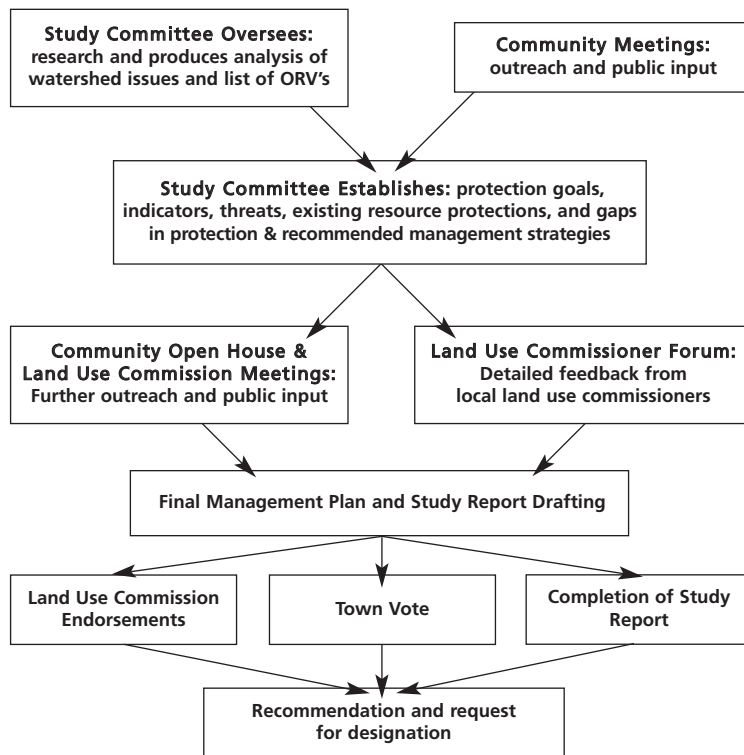 Study Committee Oversees:
research and produces analysis of
watershed issues and list of ORV's
Community Meetings:
outreach and public input
Study Committee Establishes: protection goals,
indicators, threats, existing resource protections, and gaps
in protection & recommended management strategies
Community Open House &
Land Use Commission Meetings:
Further outreach and public input
Land Use Commissioner Forum:
Detailed feedback from
local land use commissioners
Final Management Plan and Study Report Drafting
Land Use Commission
Endorsements
Town Vote
Completion of Study
Report
Recommendation and request
for designation